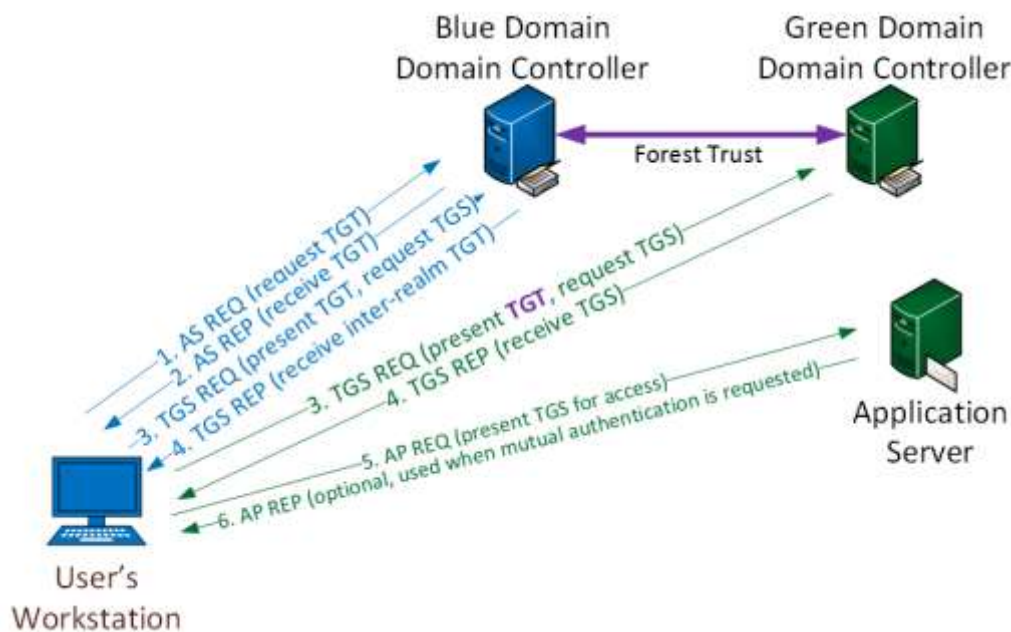 Blue Domain
Domain Controller
Green Domain
Domain Controller
Forest Trust
1. AS REQ (request TGT)
2. AS REP (receive TGT)
3. TGS REQ (present TGT, request TGS)
4. TGS REP (receive inter-realm TGT)
3. TGS REQ (present TGT, request TGS)
4. TGS REP (receive TGS)
5. AP REQ (present TGS for access)
6. AP REP (optional, used when mutual authentication is requested)
Application
Server
User's
Workstation